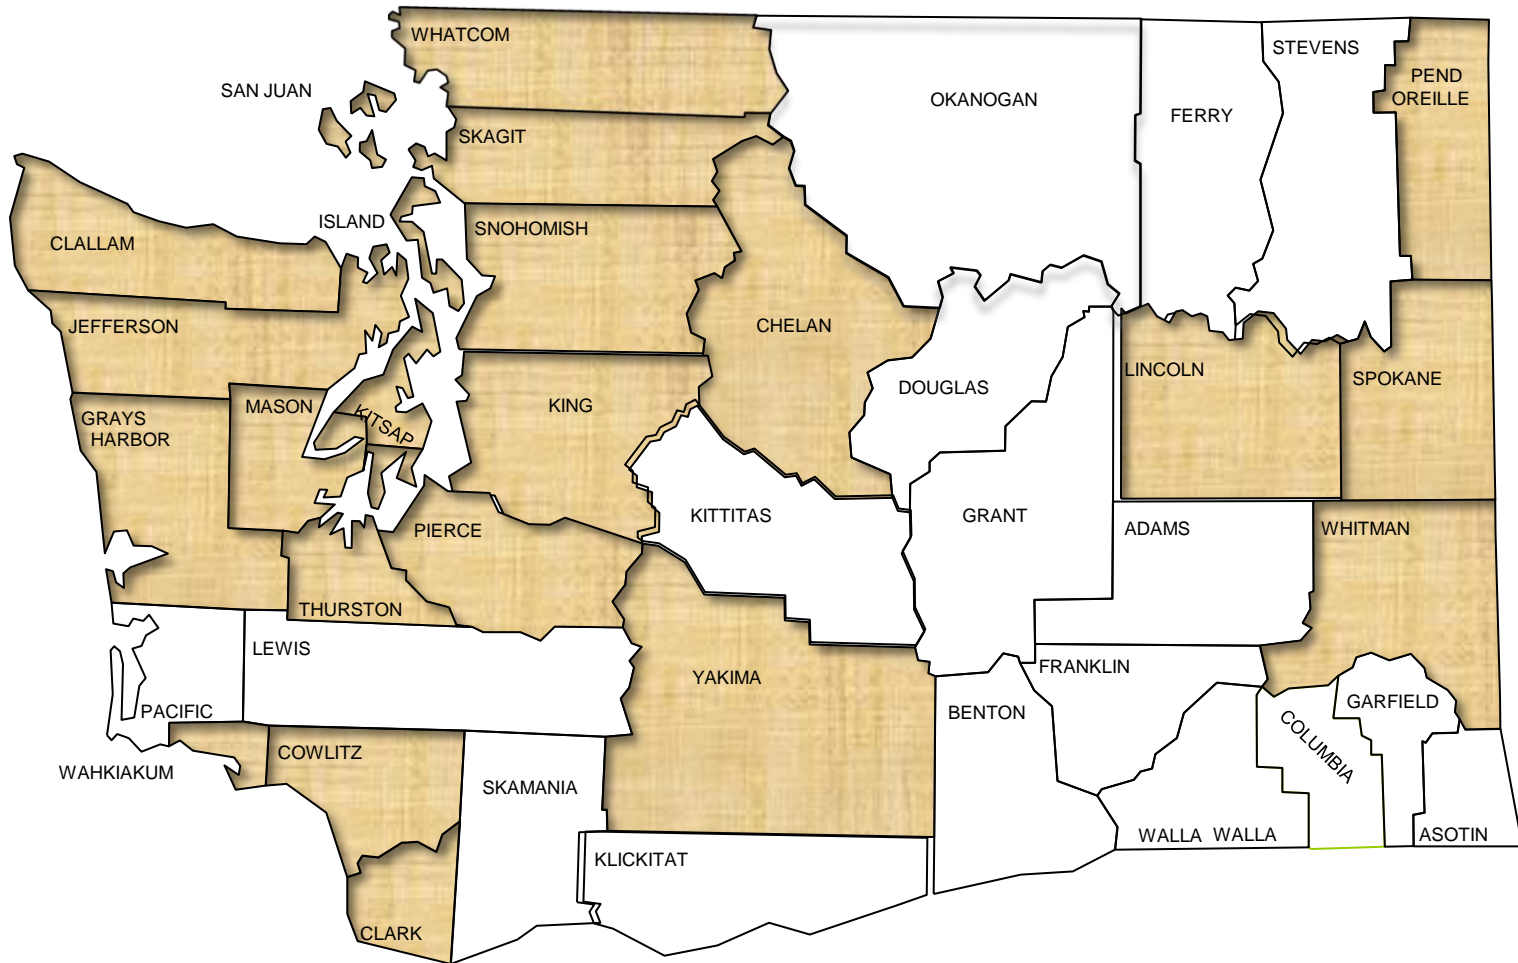 WHATCOM
STEVENS
PEND
OREILLE
SAN JUAN
OKANOGAN
FERRY
SKAGIT
ISLAND
SNOHOMISH
CLALLAM
JEFFERSON
CHELAN
LINCOLN
SPOKANE
DOUGLAS
KING
MASON
KITSAP
GRAYS
HARBOR
PIERCE
KITTITAS
GRANT
ADAMS
WHITMAN
THURSTON
LEWIS
YAKIMA
FRANKLIN
GARFIELD
PACIFIC
BENTON
COLUMBIA
COWLITZ
WAHKIAKUM
SKAMANIA
WALLA WALLA
ASOTIN
KLICKITAT
CLARK